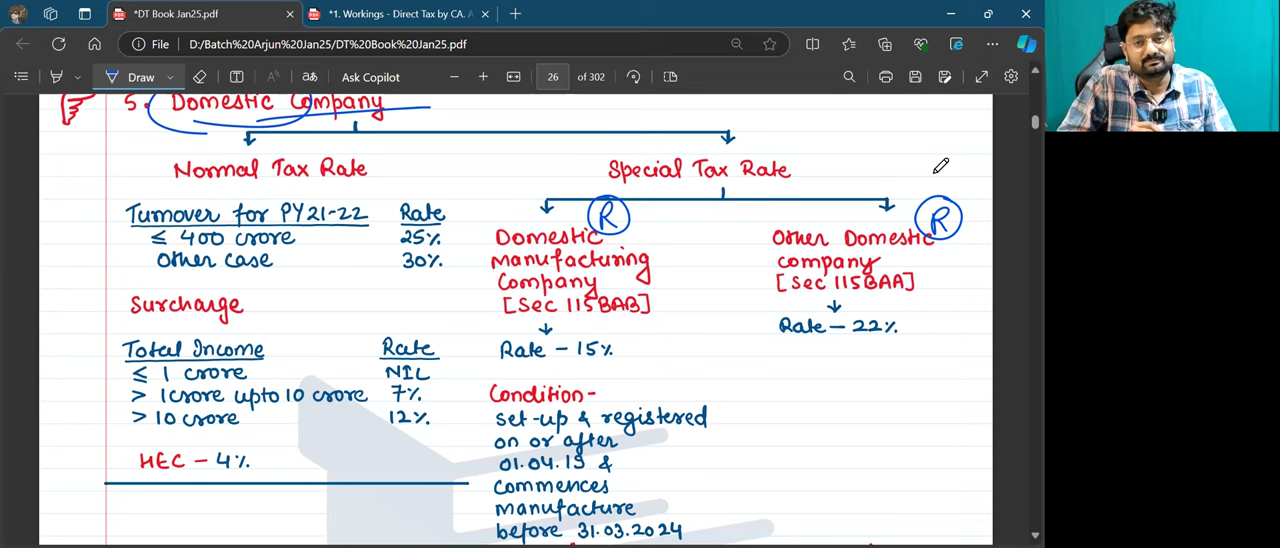 *DT Book Jan25.pdf
*1. Workings - Direct Tax by CA. A
File
D:/Batch%20Arjun%20Jan25/DT%20Book%20Jan25.pdf
Draw
aあ
Ask Copilot
26
of 302
5. Domestic Company
Normal Tax Rate
Turnover for PY21-22 Rate
≤ 400 crore 25%
Other case 30%
Surcharge
Total Income Rate
≤ 1 crore NIL
> 1crore upto 10 crore 7%
> 10 crore 12%
HEC - 4%
Special Tax Rate
R
Domestic
manufacturing
Company
[Sec 115BAB]
Rate - 15%
Condition-
set-up & registered
on or after
01.04.19 &
commences
manufacture
before 31.03.2024
R
Other Domestic
company
[Sec 115BAA]
Rate - 22%